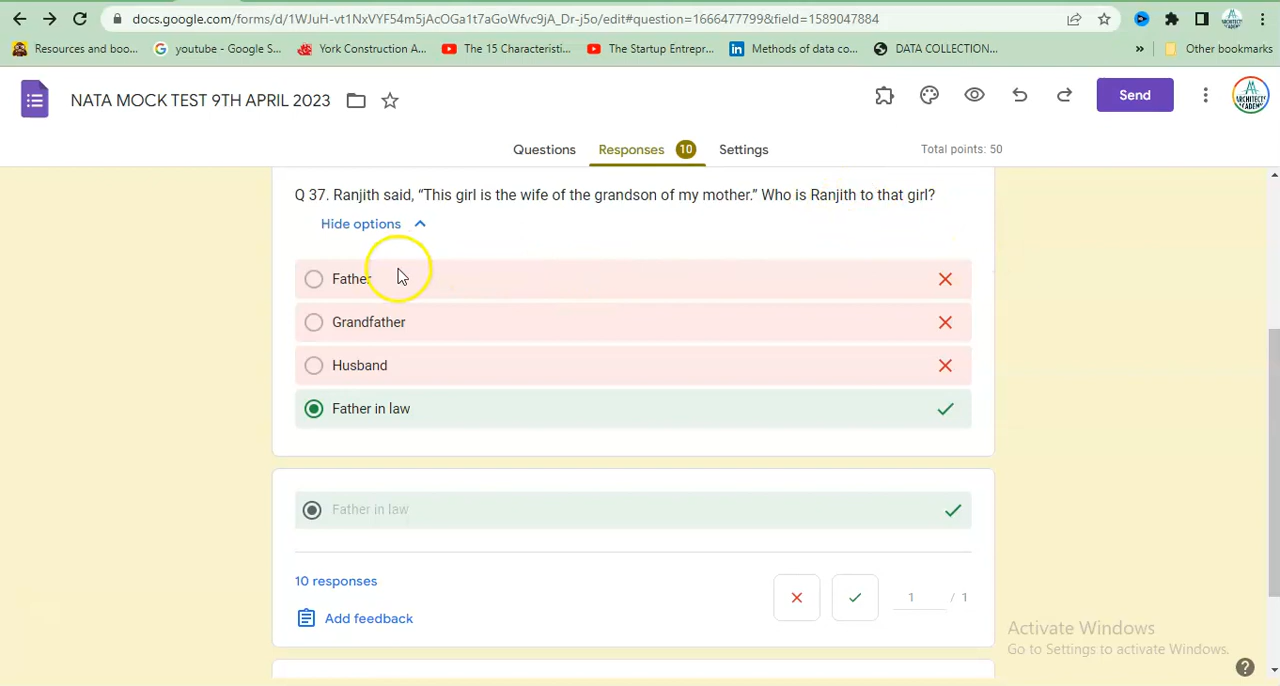 docs.google.com/forms/d/1WJuH-vt1NxVYF54m5jAcOGa1t7aGoWfvc9jA_Dr-j5o/edit#question=1666477799&field=1589047884
Resources and boo... youtube - Google S... York Construction A... The 15 Characteristi... The Startup Entrepr... Methods of data co... DATA COLLECTION... » Other bookmarks
NATA MOCK TEST 9TH APRIL 2023 Send
Questions Responses 10 Settings Total points: 50
Q 37. Ranjith said, “This girl is the wife of the grandson of my mother.” Who is Ranjith to that girl?
Hide options
Father
Grandfather
Husband
Father in law
Father in law
10 responses
1 / 1
Add feedback
Activate Windows
Go to Settings to activate Windows.